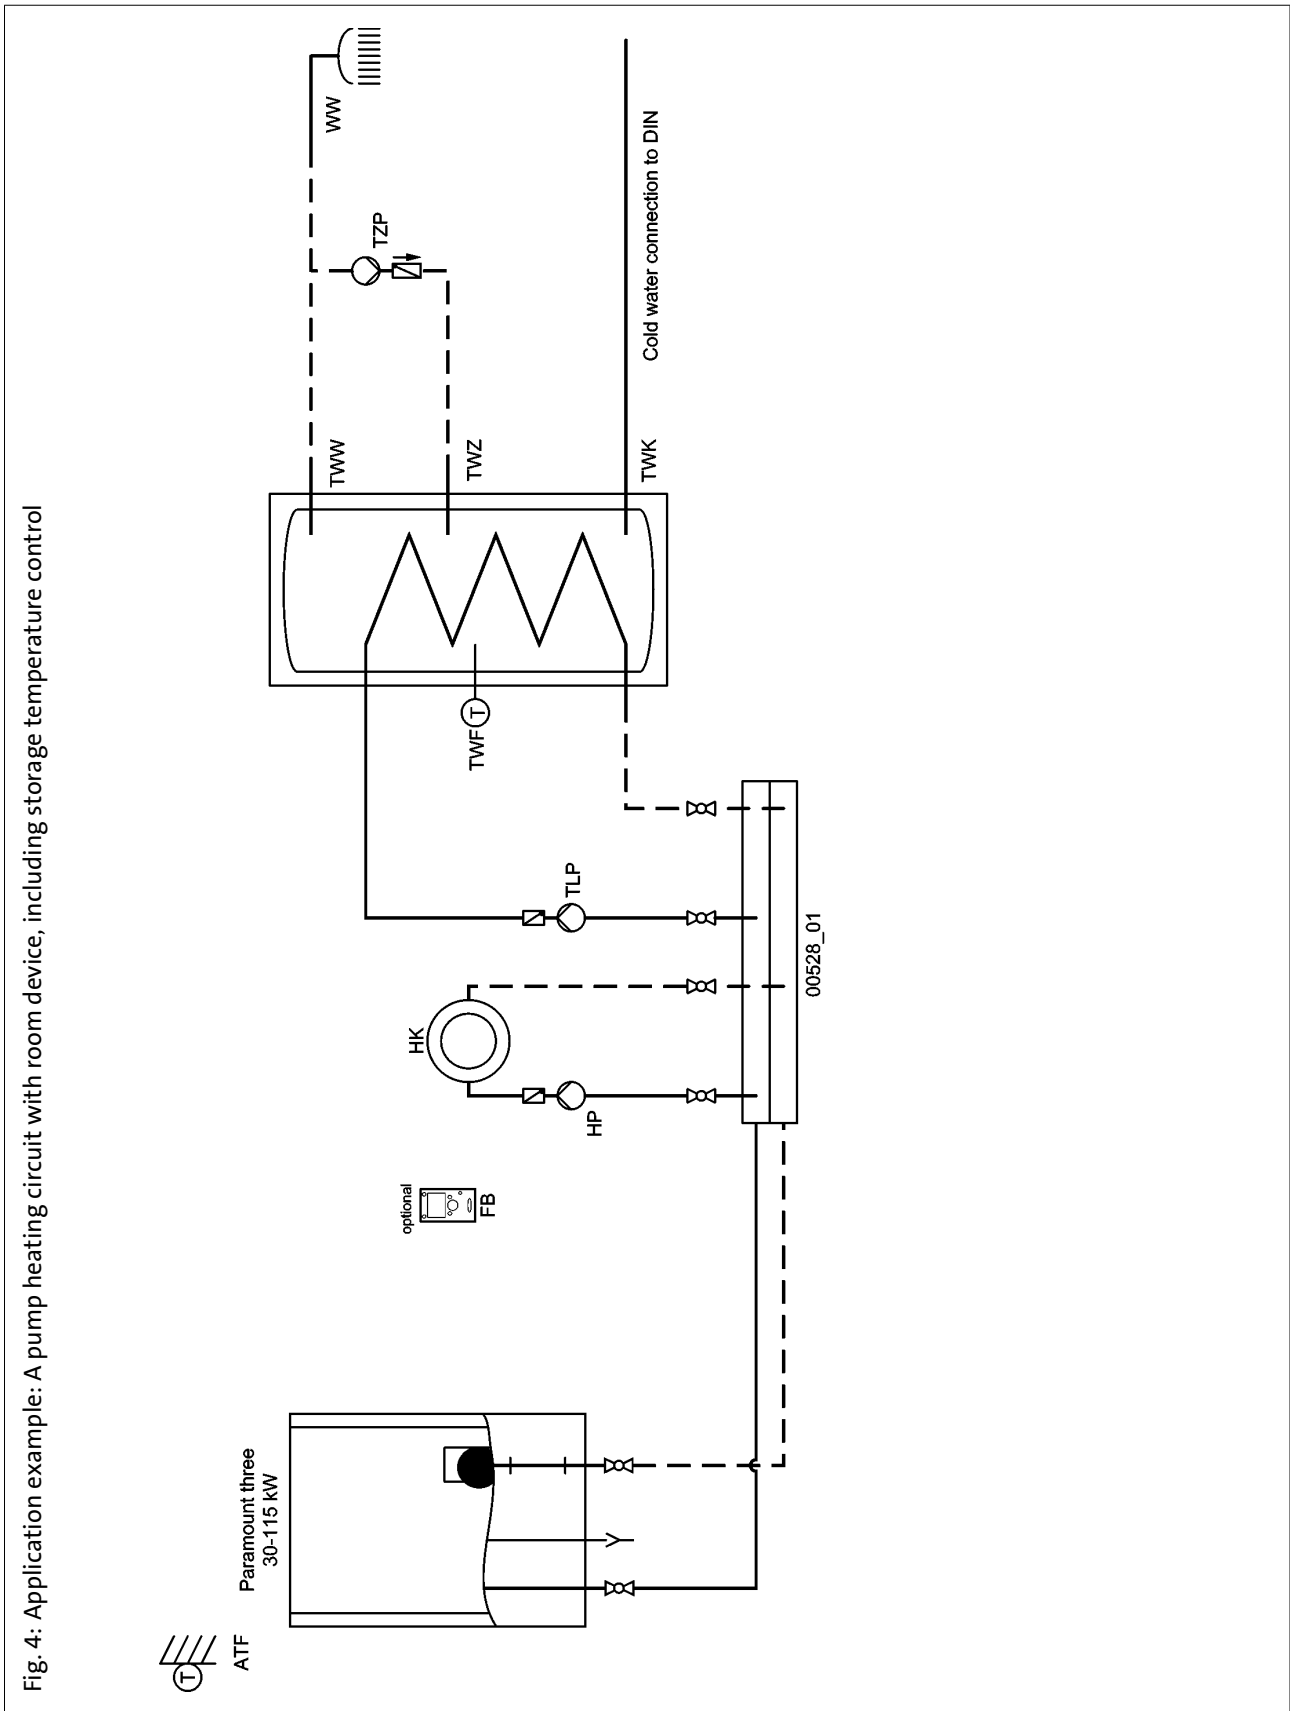 Fig. 4: Application example: A pump heating circuit with room device, including storage temperature control
T
ATF
Paramount three
30-115 kW
optional
FB
HK
HP
TLP
00528_01
TWF
T
TWW
TWZ
TWK
TZP
WW
Cold water connection to DIN